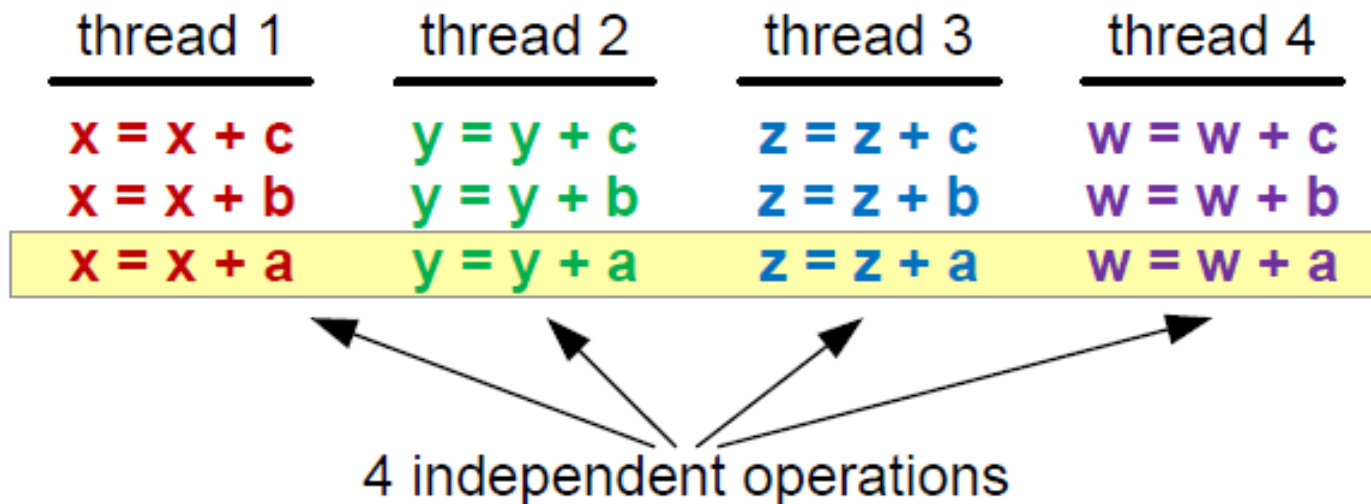 thread 1 thread 2 thread 3 thread 4
x = x + c y = y + c z = z + c w = w + c
x = x + b y = y + b z = z + b w = w + b
x = x + a y = y + a z = z + a w = w + a
4 independent operations